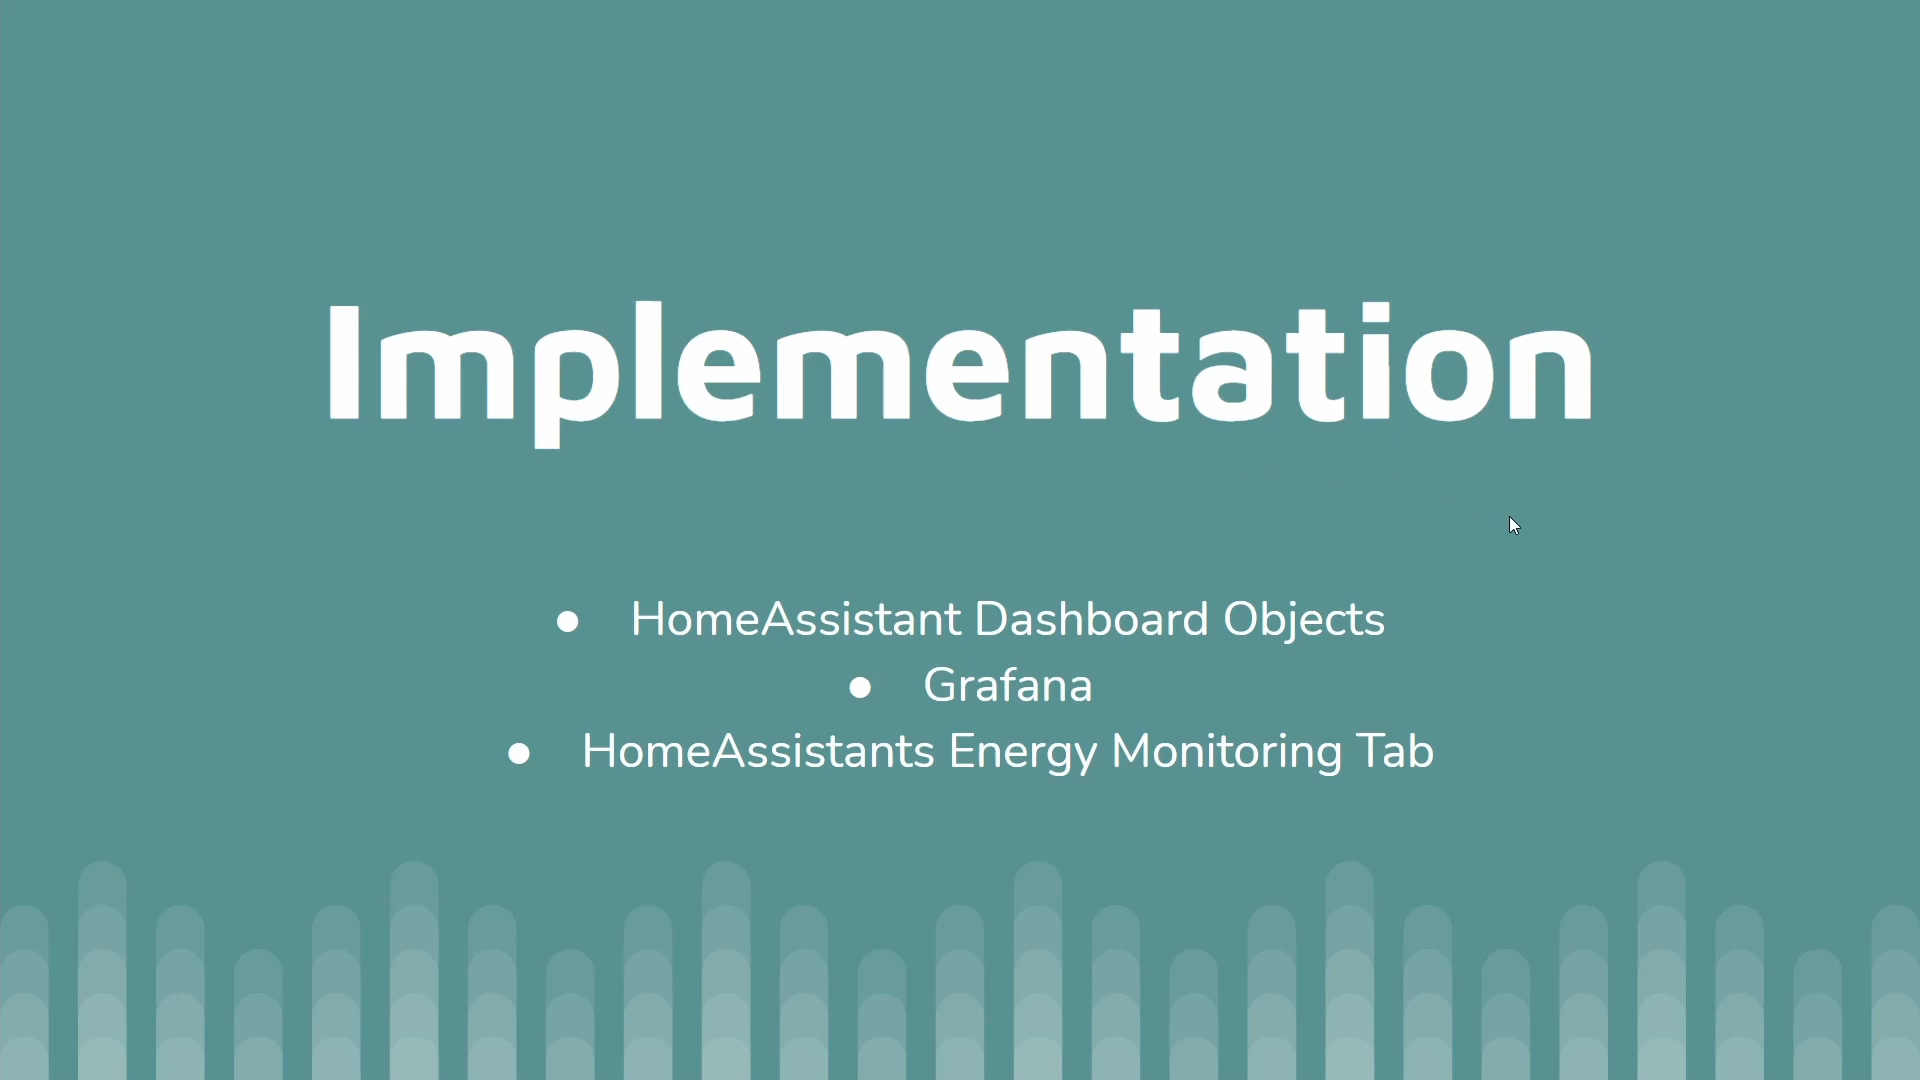 Implementation
● HomeAssistant Dashboard Objects
● Grafana
● HomeAssistants Energy Monitoring Tab